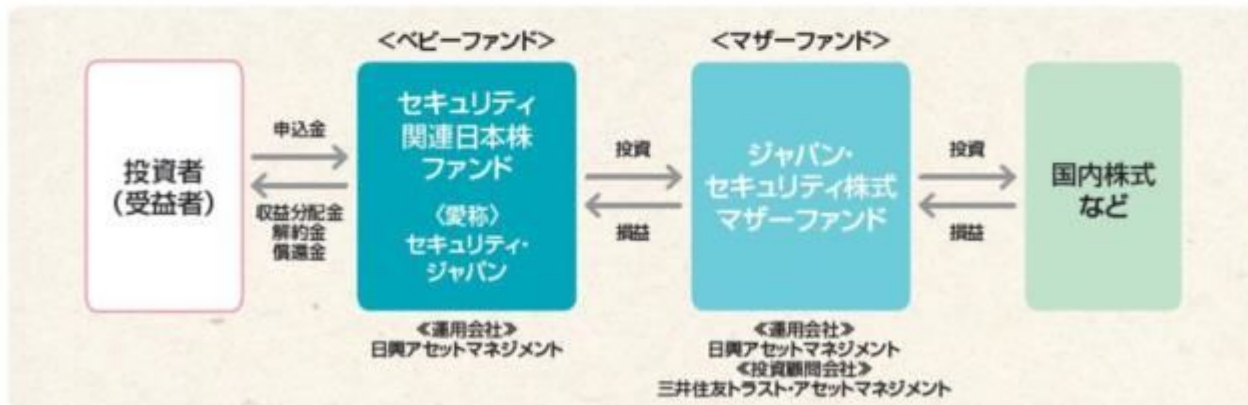 <ベビーファンド>
<マザーファンド>
投資者
(受益者)
申込金
収益分配金
解約金
償還金
セキュリティ
関連日本株
ファンド
〈愛称〉
セキュリティ・
ジャパン
投資
損益
ジャパン・
セキュリティ株式
マザーファンド
投資
損益
国内株式
など
≪運用会社≫
日興アセットマネジメント
≪運用会社≫
日興アセットマネジメント
≪投資顧問会社≫
三井住友トラスト・アセットマネジメント